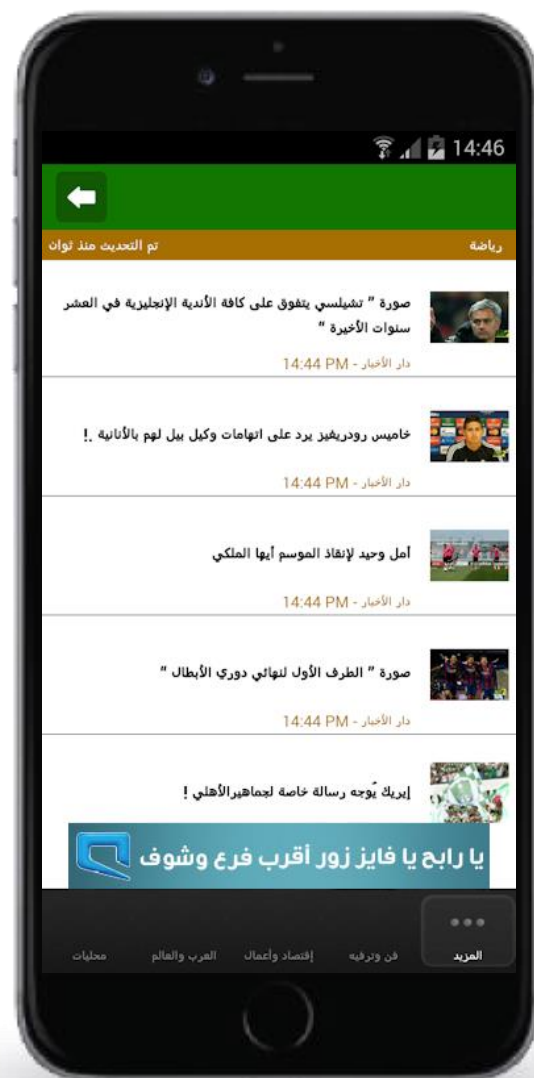 14:46
رياضة
تم التحديث منذ ثوان
صورة " تشيلسي يتفوق على كافة الأندية الإنجليزية في العشر
سنوات الأخيرة "
دار الأخبار - 14:44 PM
خاميس رودريغيز يرد على اتهامات وكيل بيل لهم بالأنانية .!
دار الأخبار - 14:44 PM
أمل وحيد لإنقاذ الموسم أيها الملكي
دار الأخبار - 14:44 PM
صورة " الطرف الأول لنهائي دوري الأبطال "
دار الأخبار - 14:44 PM
إيريك يُوجه رسالة خاصة لجماهيرالأهلي !
يا رابح يا فايز زور أقرب فرع وشوف
المزيد
فن وترفيه
إقتصاد وأعمال
العرب والعالم
محليات